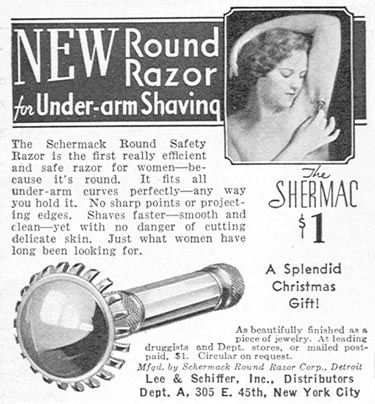 NEW Round
Razor
for Under-arm Shaving
The Schermack Round Safety
Razor is the first really efficient
and safe razor for women—be-
cause it's round. It fits all
under-arm curves perfectly—any way
you hold it. No sharp points or project-
ing edges. Shaves faster—smooth and
clean—yet with no danger of cutting
delicate skin. Just what women have
long been looking for.
The
SHERMAC
$1
A Splendid
Christmas
Gift!
As beautifully finished as a
piece of jewelry. At leading
druggists and Dept. stores, or mailed post-
paid, $1. Circular on request.
Mfgd. by Schermack Round Razor Corp., Detroit
Lee & Schiffer, Inc., Distributors
Dept. A, 305 E. 45th, New York City